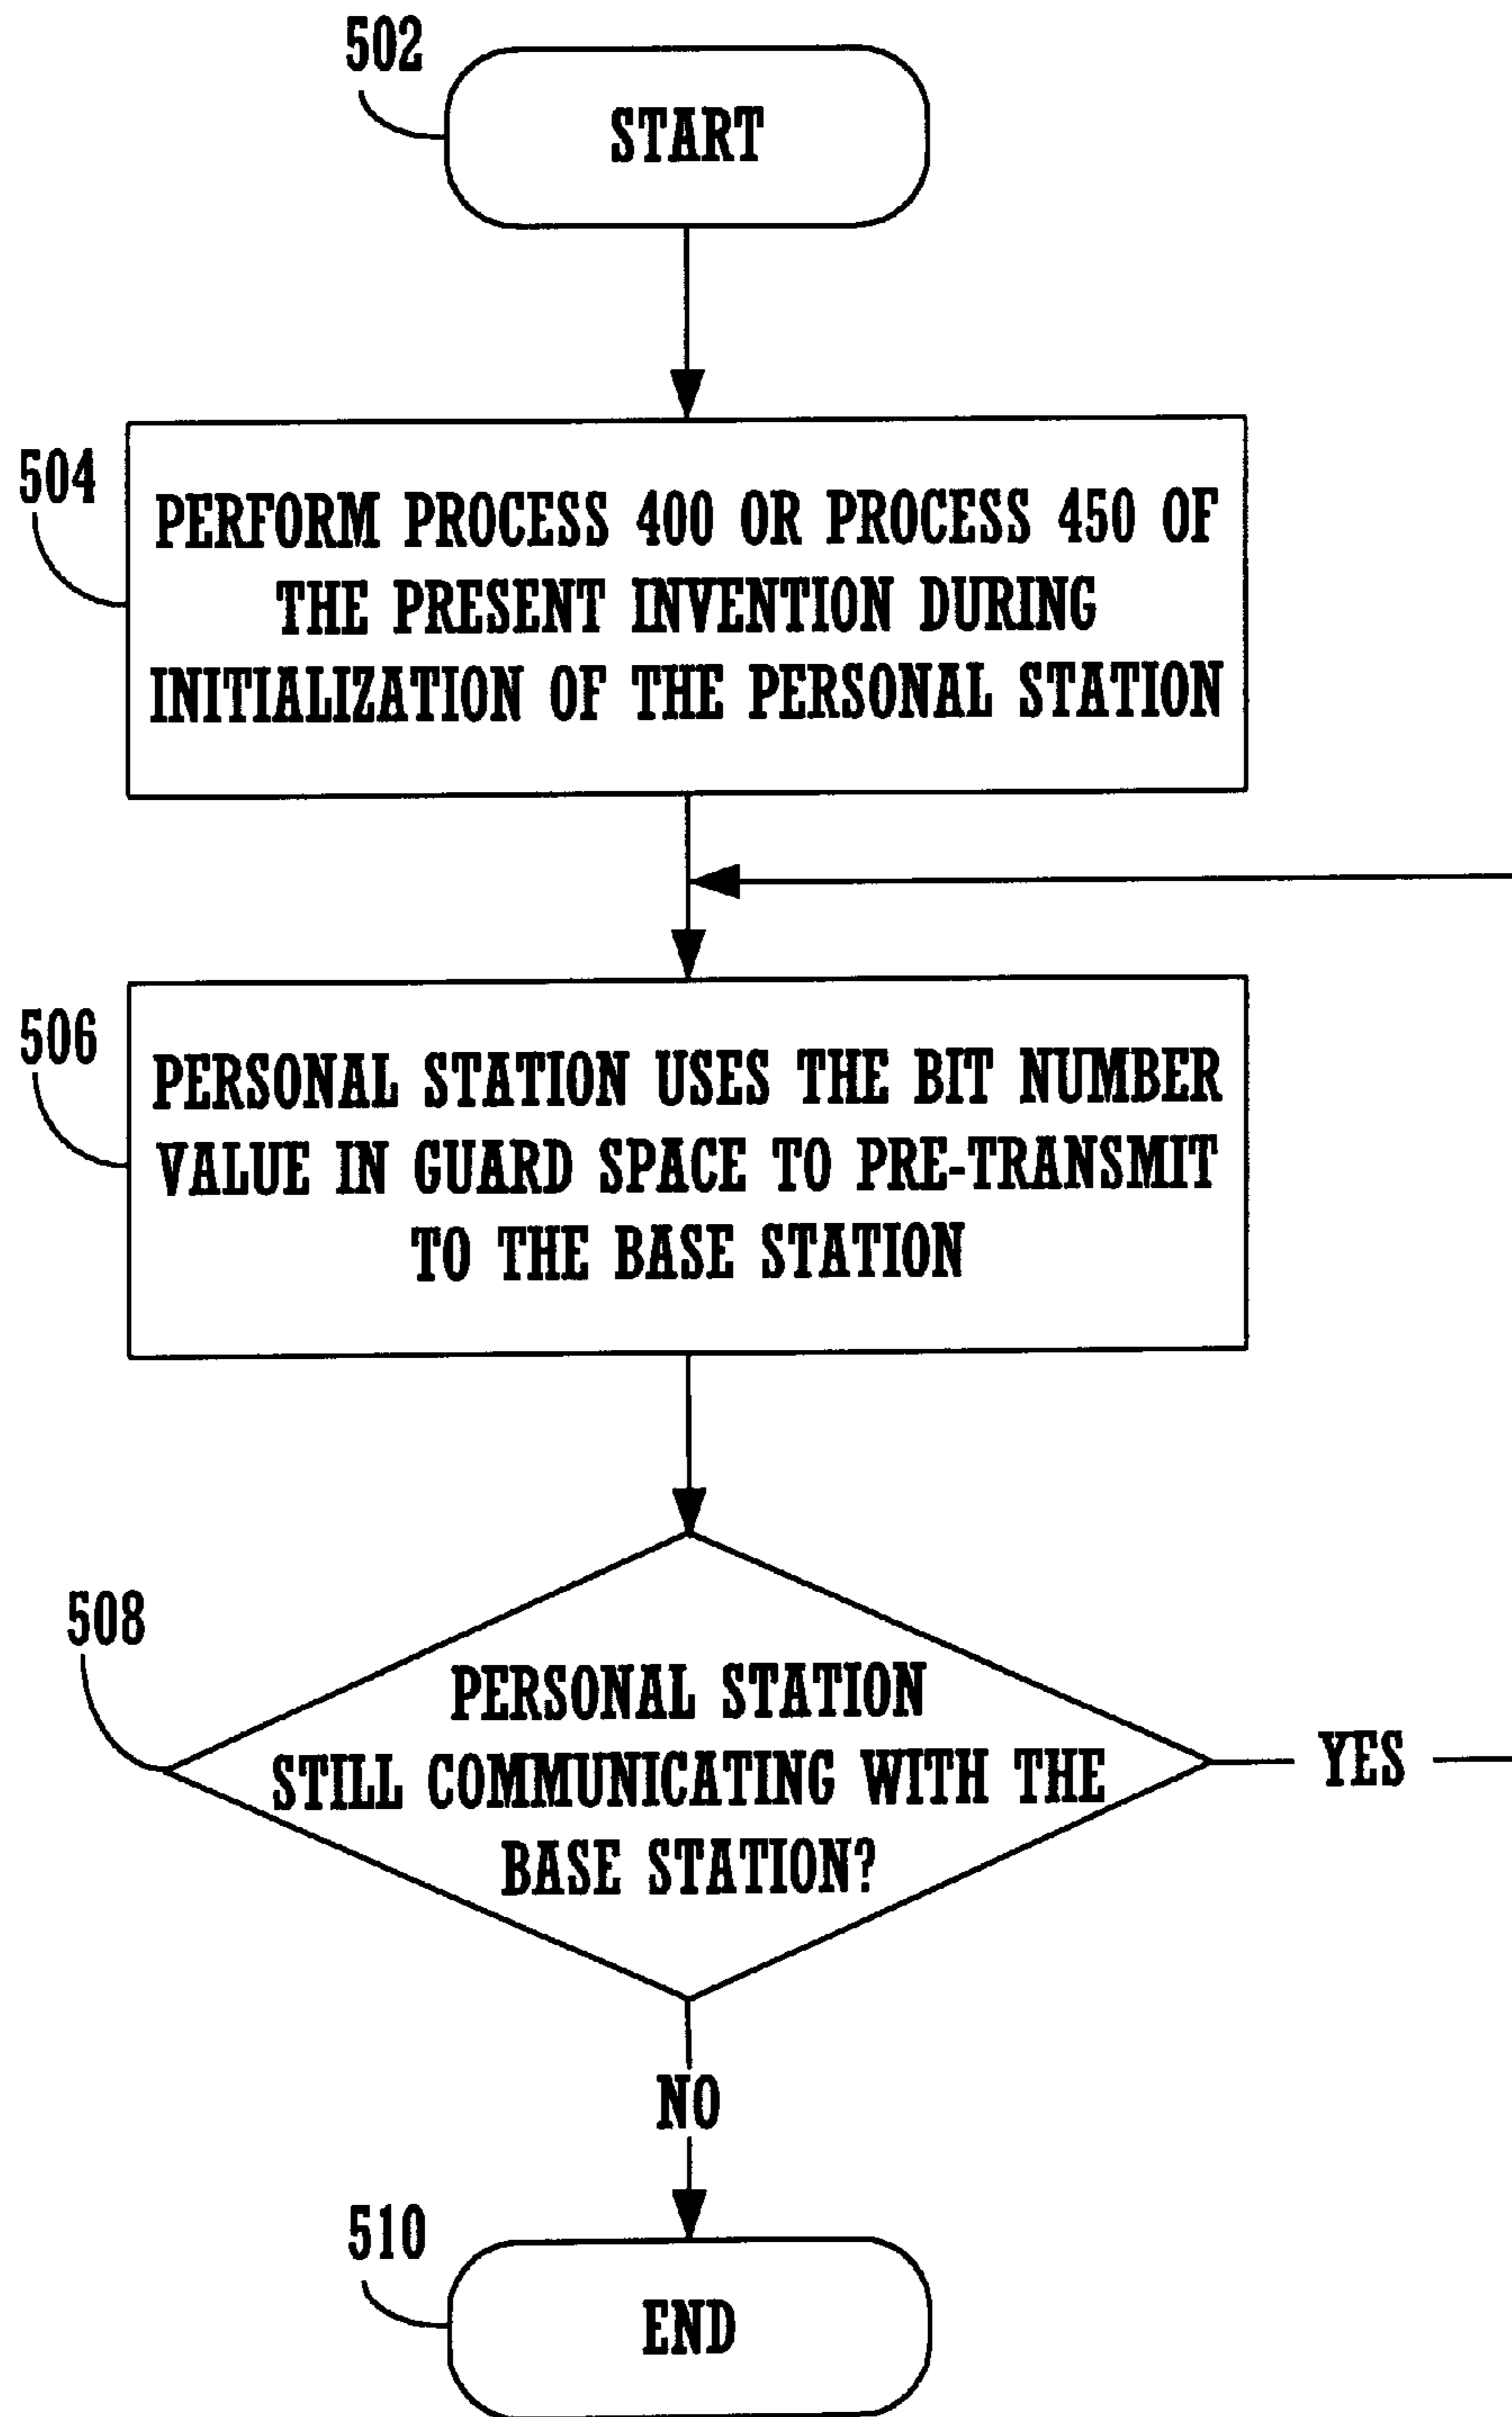 502
START
504
PERFORM PROCESS 400 OR PROCESS 450 OF
THE PRESENT INVENTION DURING
INITIALIZATION OF THE PERSONAL STATION
506
PERSONAL STATION USES THE BIT NUMBER
VALUE IN GUARD SPACE TO PRE-TRANSMIT
TO THE BASE STATION
508
PERSONAL STATION
STILL COMMUNICATING WITH THE
BASE STATION?
YES
NO
510
END